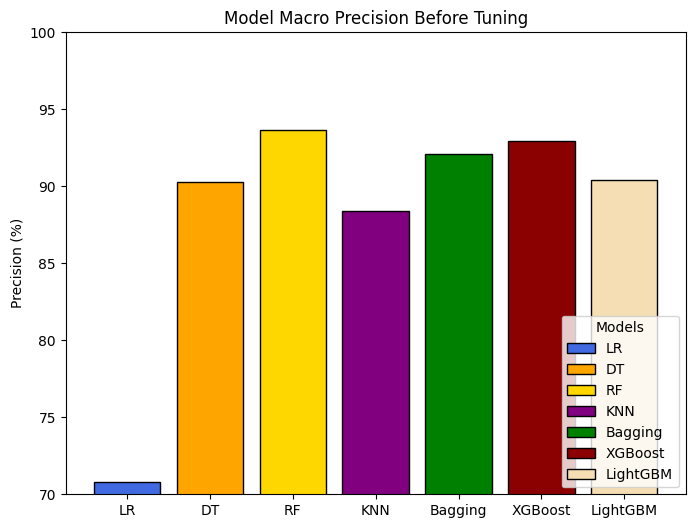 Model Macro Precision Before Tuning
100
95
90
85
80
75
70
Precision (%)
LR
DT
RF
KNN
Bagging
XGBoost
LightGBM
Models
LR
DT
RF
KNN
Bagging
XGBoost
LightGBM